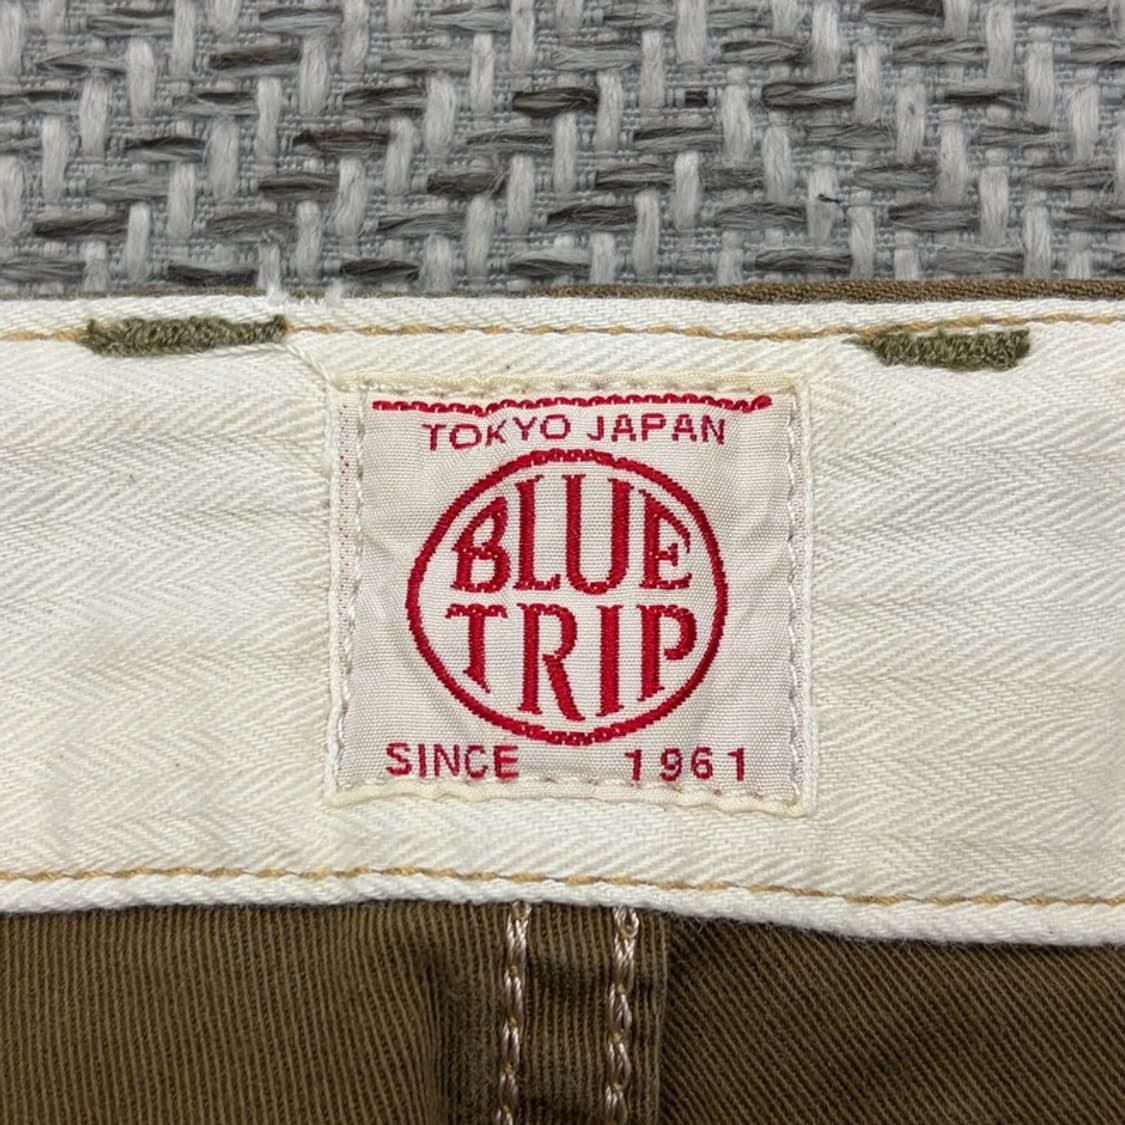 TOKYO JAPAN
BLUE
TRIP
SINCE 1961